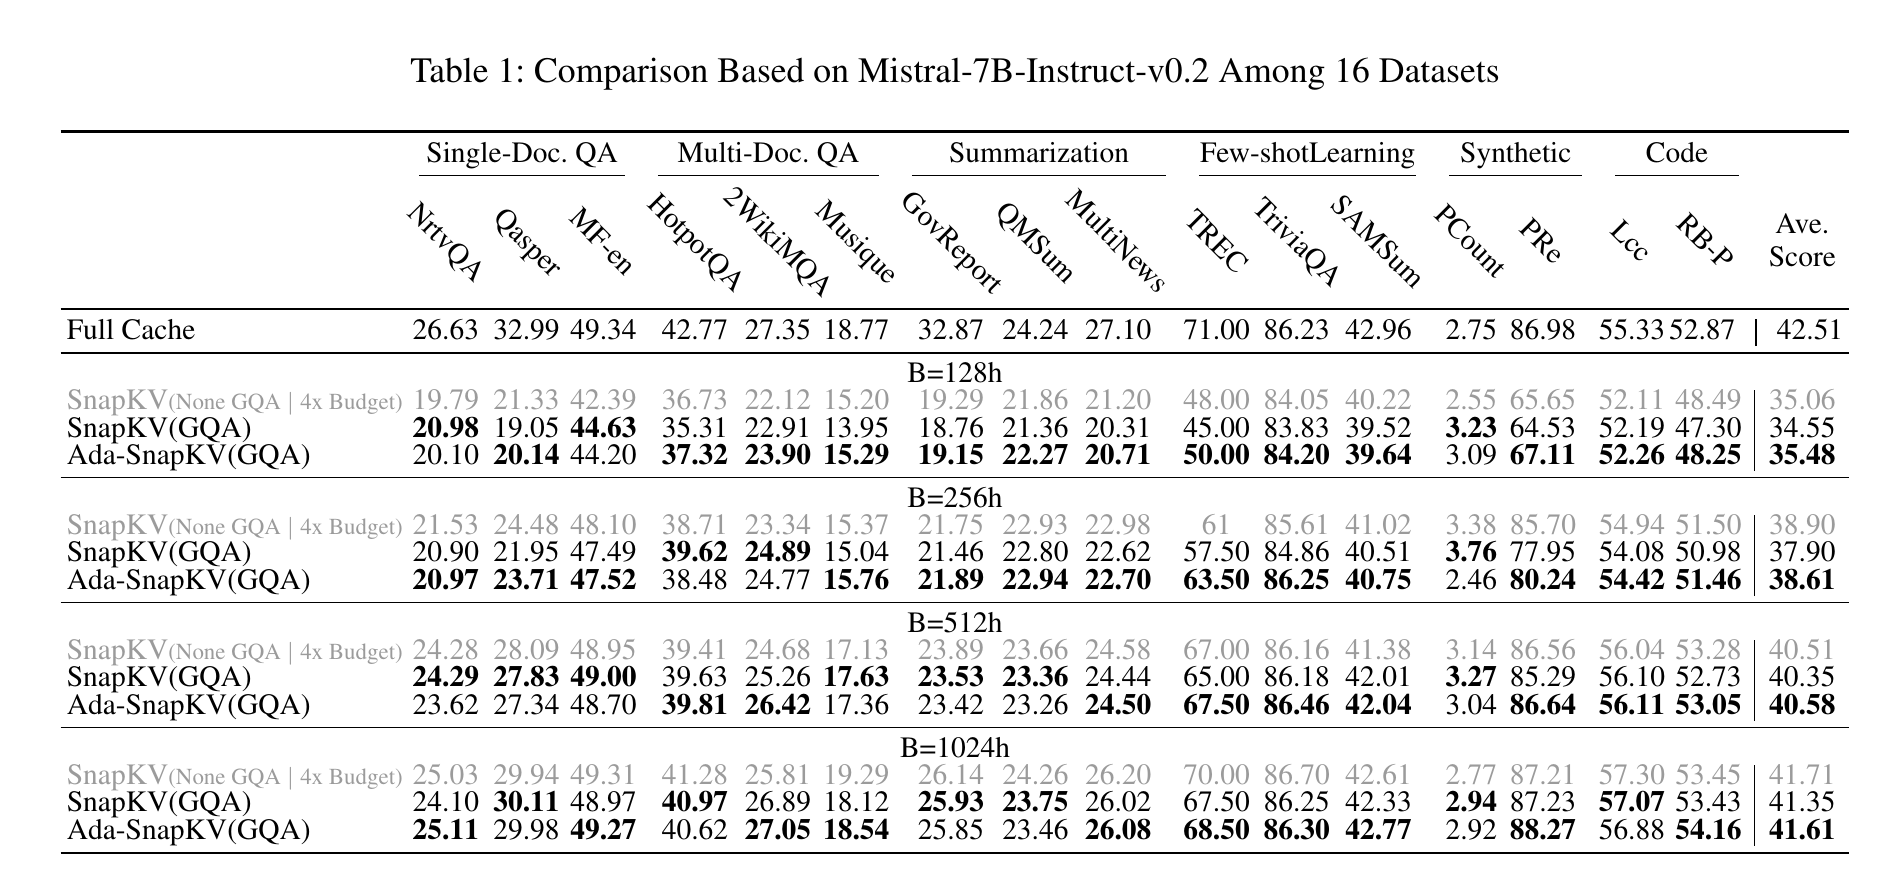 Table 1: Comparison Based on Mistral-7B-Instruct-v0.2 Among 16 Datasets
Single-Doc. QA Multi-Doc. QA Summarization Few-shotLearning Synthetic Code
NrtvQA Qasper MF-en HotpotQA 2WikiMQA Musique GovReport QMSum MultiNews TREC TriviaQA SAMSum PCount PRe Lcc RB-P Ave. Score
Full Cache 26.63 32.99 49.34 42.77 27.35 18.77 32.87 24.24 27.10 71.00 86.23 42.96 2.75 86.98 55.33 52.87 | 42.51
B=128h
SnapKV(None GQA | 4x Budget) 19.79 21.33 42.39 36.73 22.12 15.20 19.29 21.86 21.20 48.00 84.05 40.22 2.55 65.65 52.11 48.49 35.06
SnapKV(GQA) 20.98 19.05 44.63 35.31 22.91 13.95 18.76 21.36 20.31 45.00 83.83 39.52 3.23 64.53 52.19 47.30 34.55
Ada-SnapKV(GQA) 20.10 20.14 44.20 37.32 23.90 15.29 19.15 22.27 20.71 50.00 84.20 39.64 3.09 67.11 52.26 48.25 35.48
B=256h
SnapKV(None GQA | 4x Budget) 21.53 24.48 48.10 38.71 23.34 15.37 21.75 22.93 22.98 61 85.61 41.02 3.38 85.70 54.94 51.50 38.90
SnapKV(GQA) 20.90 21.95 47.49 39.62 24.89 15.04 21.46 22.80 22.62 57.50 84.86 40.51 3.76 77.95 54.08 50.98 37.90
Ada-SnapKV(GQA) 20.97 23.71 47.52 38.48 24.77 15.76 21.89 22.94 22.70 63.50 86.25 40.75 2.46 80.24 54.42 51.46 38.61
B=512h
SnapKV(None GQA | 4x Budget) 24.28 28.09 48.95 39.41 24.68 17.13 23.89 23.66 24.58 67.00 86.16 41.38 3.14 86.56 56.04 53.28 40.51
SnapKV(GQA) 24.29 27.83 49.00 39.63 25.26 17.63 23.53 23.36 24.44 65.00 86.18 42.01 3.27 85.29 56.10 52.73 40.35
Ada-SnapKV(GQA) 23.62 27.34 48.70 39.81 26.42 17.36 23.42 23.26 24.50 67.50 86.46 42.04 3.04 86.64 56.11 53.05 40.58
B=1024h
SnapKV(None GQA | 4x Budget) 25.03 29.94 49.31 41.28 25.81 19.29 26.14 24.26 26.20 70.00 86.70 42.61 2.77 87.21 57.30 53.45 41.71
SnapKV(GQA) 24.10 30.11 48.97 40.97 26.89 18.12 25.93 23.75 26.02 67.50 86.25 42.33 2.94 87.23 57.07 53.43 41.35
Ada-SnapKV(GQA) 25.11 29.98 49.27 40.62 27.05 18.54 25.85 23.46 26.08 68.50 86.30 42.77 2.92 88.27 56.88 54.16 41.61